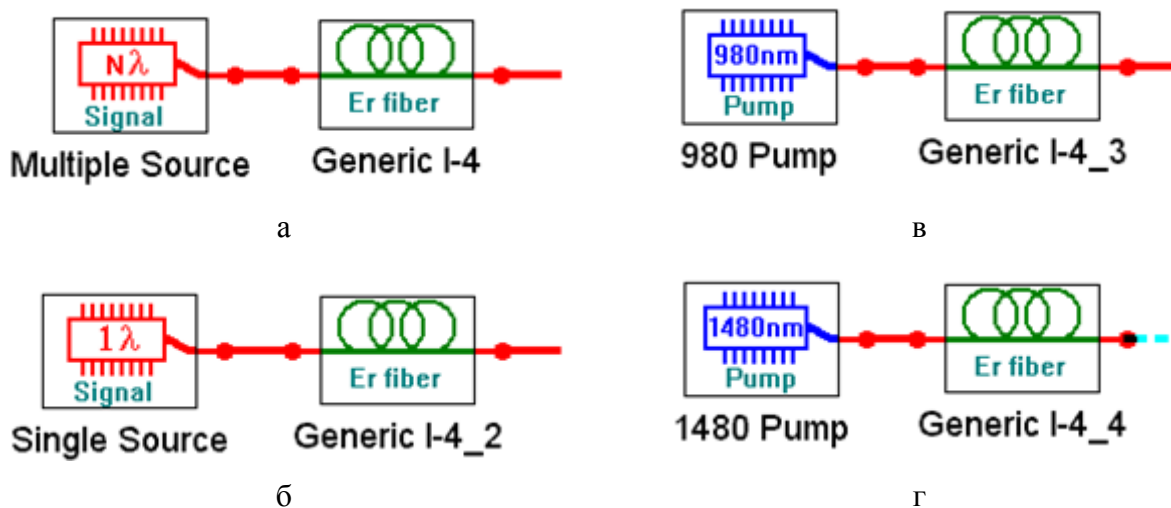 Nλ
Signal
Er fiber
Multiple Source
Generic I-4
а
980nm
Pump
Er fiber
980 Pump
Generic I-4_3
в
1λ
Signal
Er fiber
Single Source
Generic I-4_2
б
1480nm
Pump
Er fiber
1480 Pump
Generic I-4_4
г